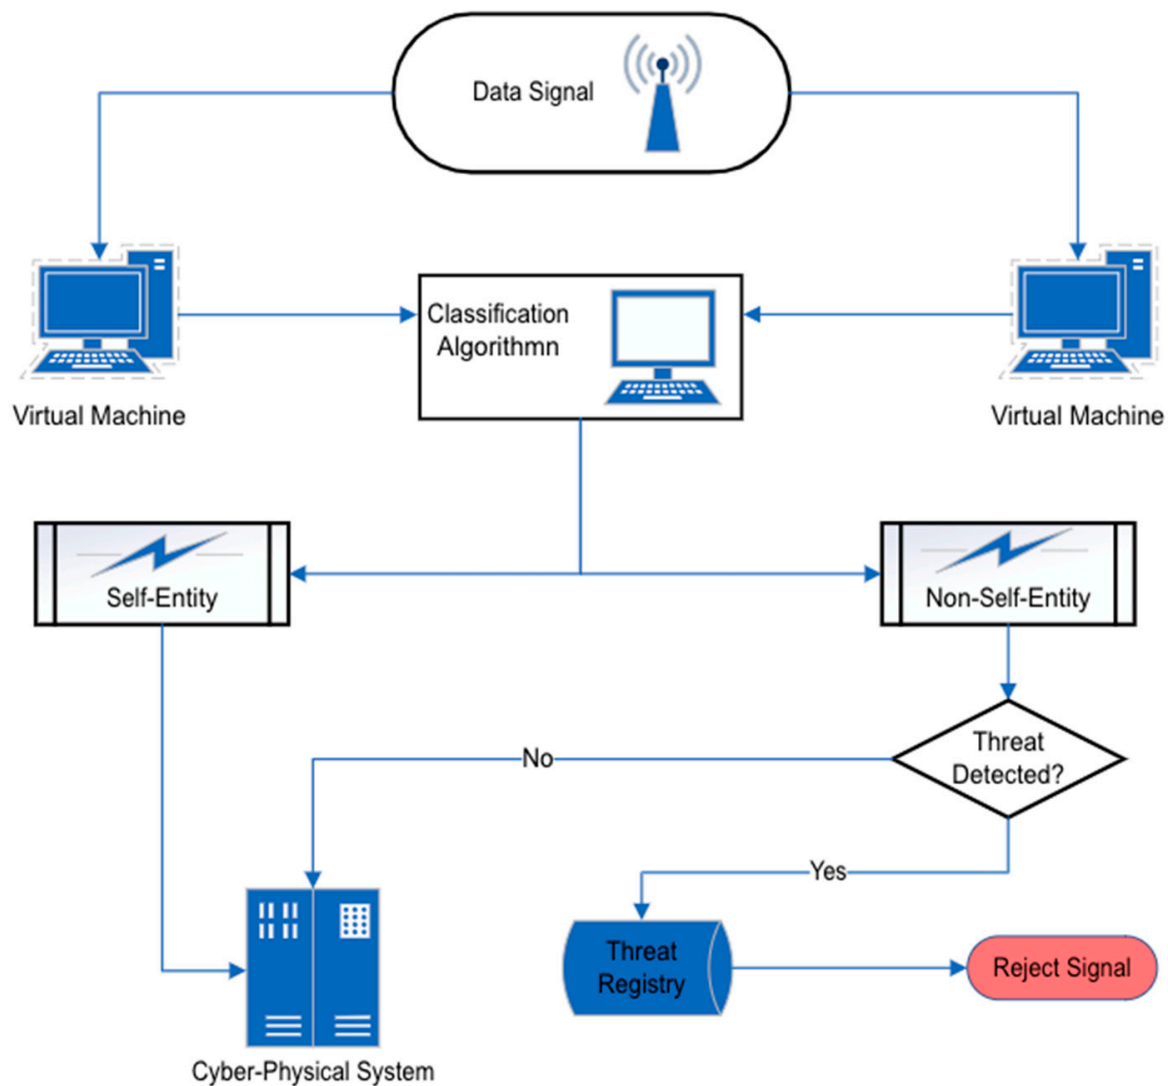 Data Signal
Classification
Algorithmn
Virtual Machine
Virtual Machine
Self-Entity
Non-Self-Entity
Threat
Detected?
No
Yes
Threat
Registry
Reject Signal
Cyber-Physical System